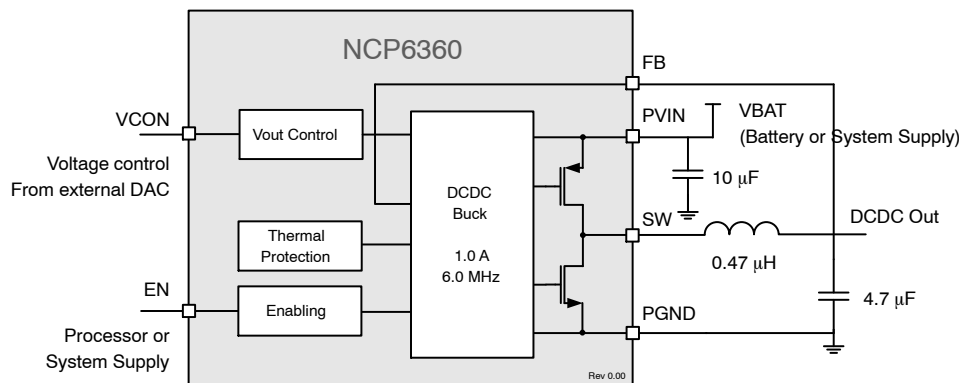 NCP6360
FB
VCON
PVIN
VBAT
(Battery or System Supply)
Vout Control
Voltage control
From external DAC
10 μF
DCDC
Buck
1.0 A
6.0 MHz
SW
DCDC Out
Thermal
Protection
0.47 μH
EN
Enabling
4.7 μF
PGND
Processor or
System Supply
Rev 0.00